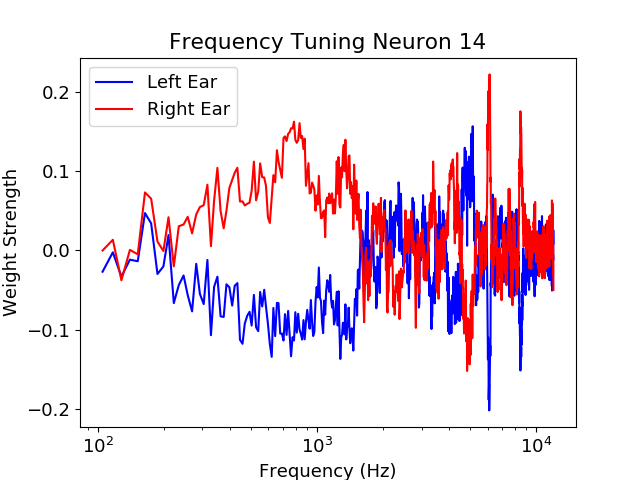 Frequency Tuning Neuron 14
Left Ear
Right Ear
Weight Strength
0.2
0.1
0.0
−0.1
−0.2
10²
10³
10⁴
Frequency (Hz)